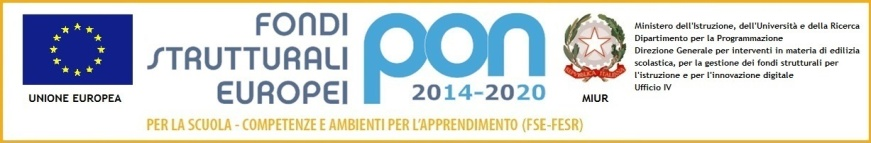 UNIONE EUROPEA
FONDI
STRUTTURALI
EUROPEI
pon
2014-2020
REPVBBLICA ITALIANA
MIUR
Ministero dell'Istruzione, dell'Università e della Ricerca
Dipartimento per la Programmazione
Direzione Generale per interventi in materia di edilizia
scolastica, per la gestione dei fondi strutturali per
l'istruzione e per l'innovazione digitale
Ufficio IV
PER LA SCUOLA - COMPETENZE E AMBIENTI PER L'APPRENDIMENTO (FSE-FESR)